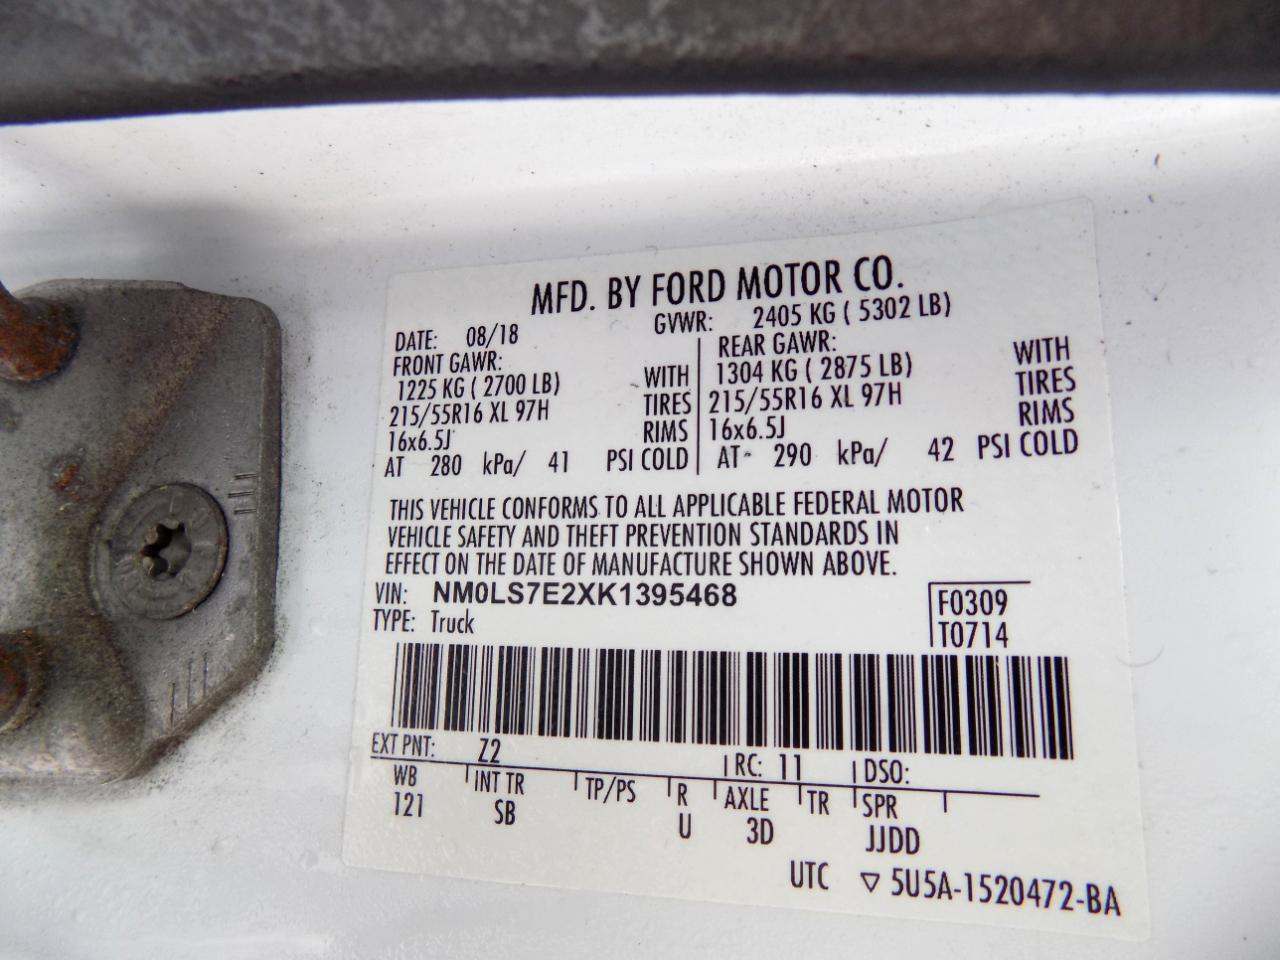 MFD. BY FORD MOTOR CO.
DATE: 08/18 GVWR: 2405 KG ( 5302 LB)
FRONT GAWR: REAR GAWR:
1225 KG ( 2700 LB) WITH 1304 KG ( 2875 LB) WITH
215/55R16 XL 97H TIRES 215/55R16 XL 97H TIRES
16x6.5J RIMS 16x6.5J RIMS
AT 280 kPa/ 41 PSI COLD AT 290 kPa/ 42 PSI COLD
THIS VEHICLE CONFORMS TO ALL APPLICABLE FEDERAL MOTOR
VEHICLE SAFETY AND THEFT PREVENTION STANDARDS IN
EFFECT ON THE DATE OF MANUFACTURE SHOWN ABOVE.
VIN: NM0LS7E2XK1395468 F0309
TYPE: Truck T0714
EXT PNT: Z2 RC: 11 DSO:
WB INT TR TP/PS R AXLE TR SPR
121 SB U 3D JJDD
UTC ▽ 5U5A-1520472-BA